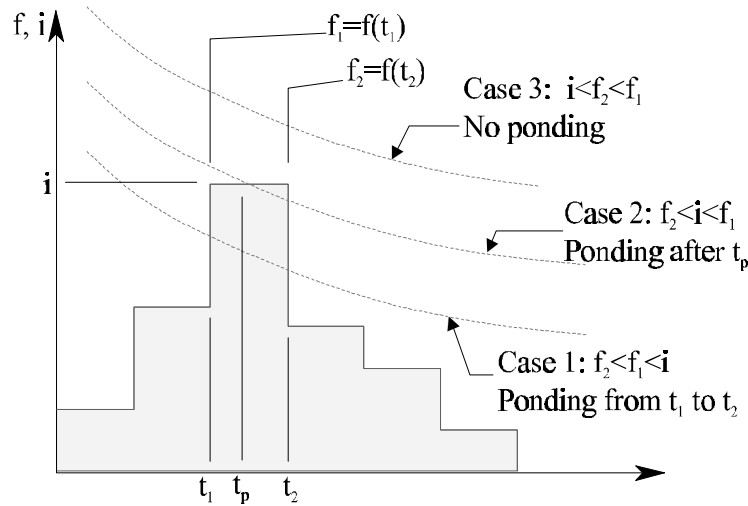 f, i
f₁=f(t₁)
f₂=f(t₂)
Case 3: i<f₂<f₁
No ponding
i
Case 2: f₂<i<f₁
Ponding after tₚ
Case 1: f₂<f₁<i
Ponding from t₁ to t₂
t₁ tₚ t₂